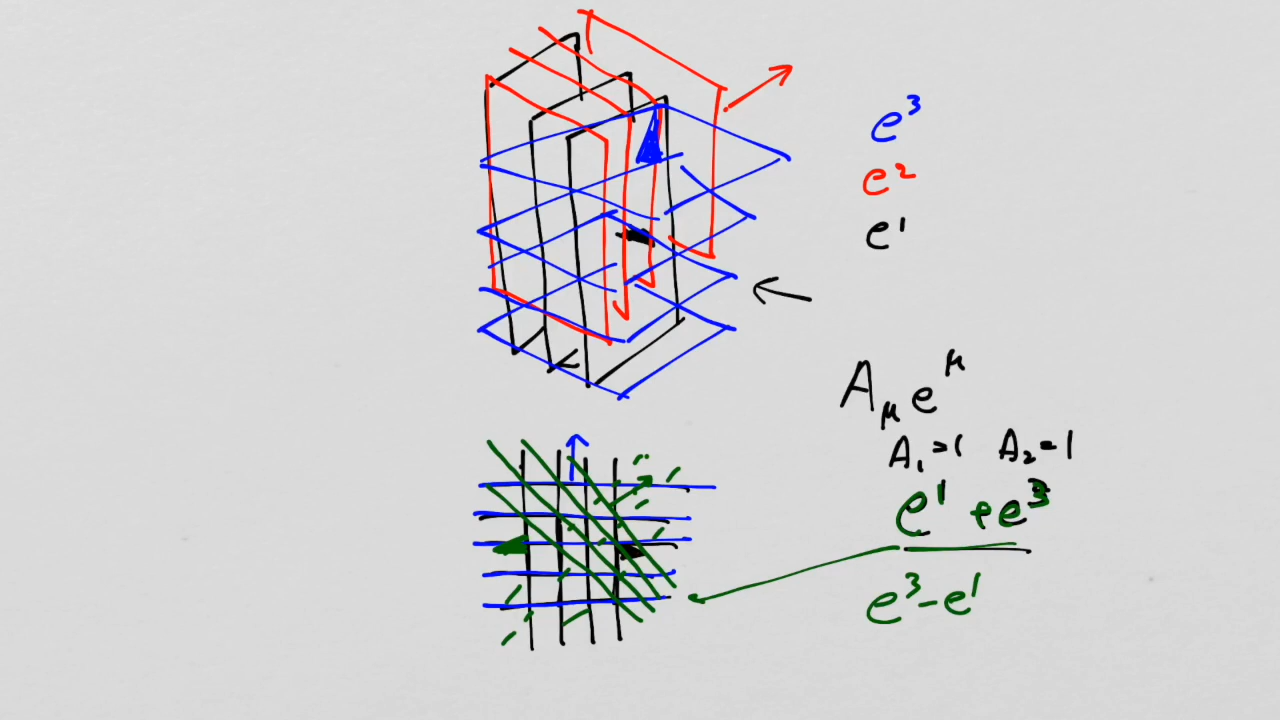 e³
e²
e¹
A_μ e^μ
A₁=1 A₂=1
e¹ + e³
e³ - e¹